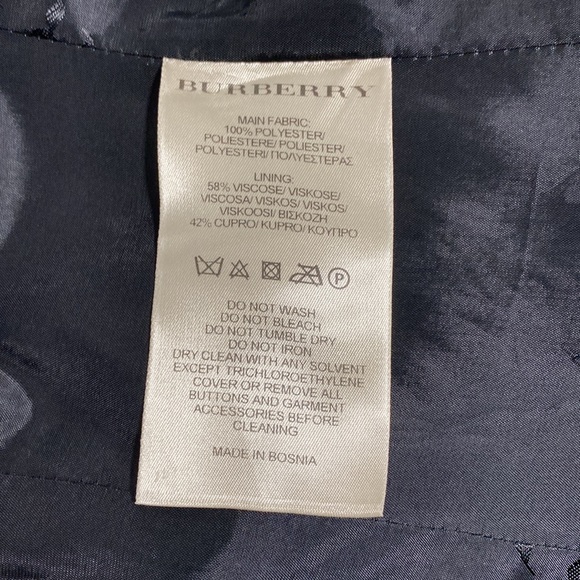 BURBERRY
MAIN FABRIC:
100% POLYESTER/
POLIESTERE/ POLIESTER/
POLYESTERI/ ΠΟΛΥΕΣΤΕΡΑΣ
LINING:
58% VISCOSE/ VISKOSE/
VISCOSA/ VISKOS/ VISKOS/
VISKOOSI/ ΒΙΣΚΟΖΗ
42% CUPRO/ KUPRO/ ΚΟΥΠΡΟ
P
DO NOT WASH
DO NOT BLEACH
DO NOT TUMBLE DRY
DO NOT IRON
DRY CLEAN WITH ANY SOLVENT
EXCEPT TRICHLOROETHYLENE
COVER OR REMOVE ALL
BUTTONS AND GARMENT
ACCESSORIES BEFORE
CLEANING
MADE IN BOSNIA